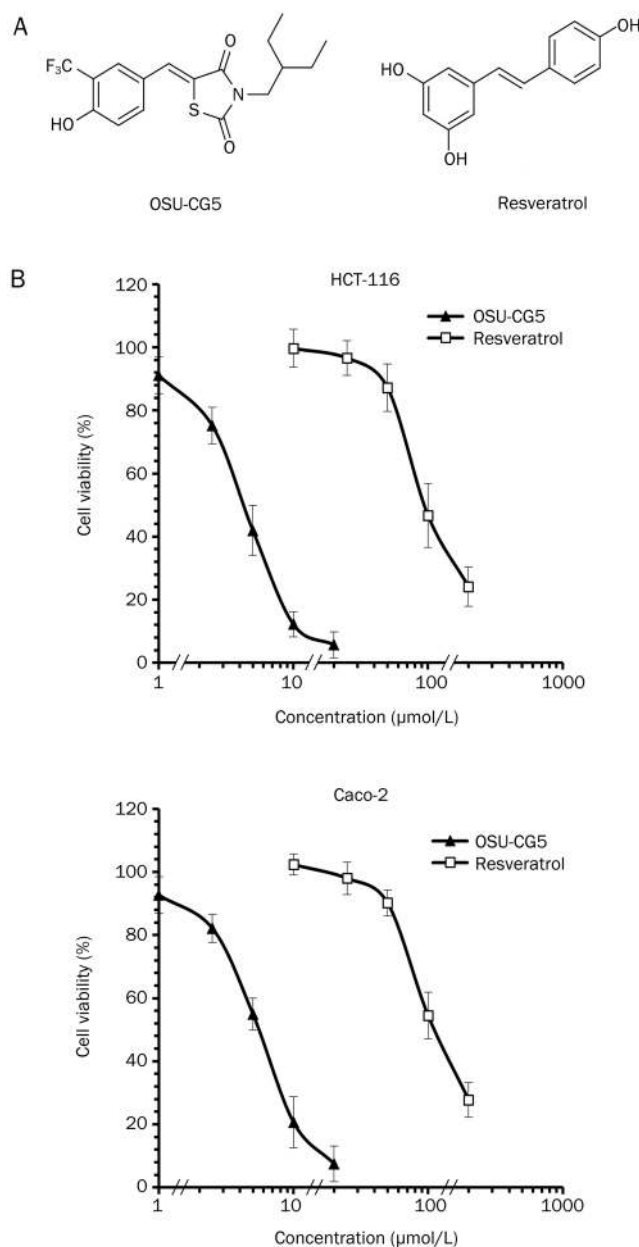 A
F₃C
HO
O
S
N
O
OSU-CG5
HO
OH
OH
Resveratrol
B
HCT-116
OSU-CG5
Resveratrol
120
100
80
60
40
20
0
Cell viability (%)
1 10 100 1000
Concentration (µmol/L)
Caco-2
OSU-CG5
Resveratrol
120
100
80
60
40
20
0
Cell viability (%)
1 10 100 1000
Concentration (µmol/L)